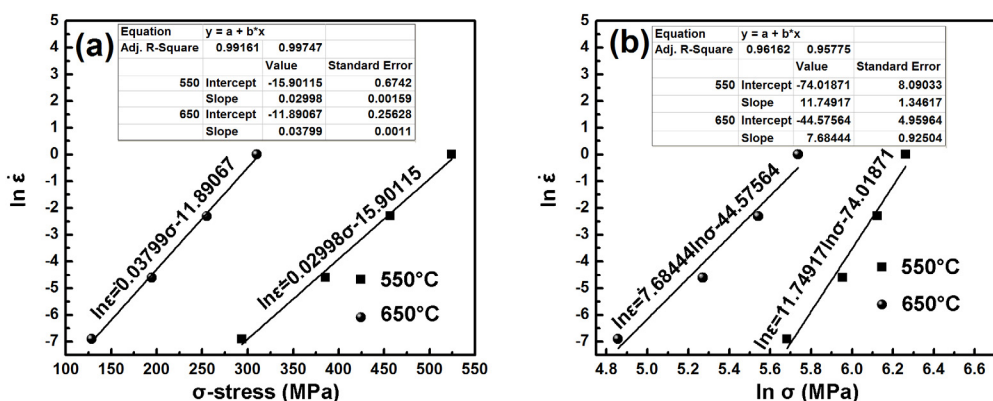 (a)
Equation y = a + b*x
Adj. R-Square 0.99161 0.99747
Value Standard Error
550 Intercept -15.90115 0.6742
Slope 0.02998 0.00159
650 Intercept -11.89067 0.25628
Slope 0.03799 0.0011
5
4
3
2
1
0
-1
-2
-3
-4
-5
-6
-7
ln ε̇
lnε̇=0.03799σ-11.89067
lnε̇=0.02998σ-15.90115
550°C
650°C
100 150 200 250 300 350 400 450 500 550
σ-stress (MPa)
(b)
Equation y = a + b*x
Adj. R-Square 0.96162 0.95775
Value Standard Error
550 Intercept -74.01871 8.09033
Slope 11.74917 1.34617
650 Intercept -44.57564 4.95964
Slope 7.68444 0.92504
5
4
3
2
1
0
-1
-2
-3
-4
-5
-6
-7
ln ε̇
lnε̇=7.68444lnσ-44.57564
lnε=11.74917lnσ-74.01871
550°C
650°C
4.8 5.0 5.2 5.4 5.6 5.8 6.0 6.2 6.4 6.6
ln σ (MPa)